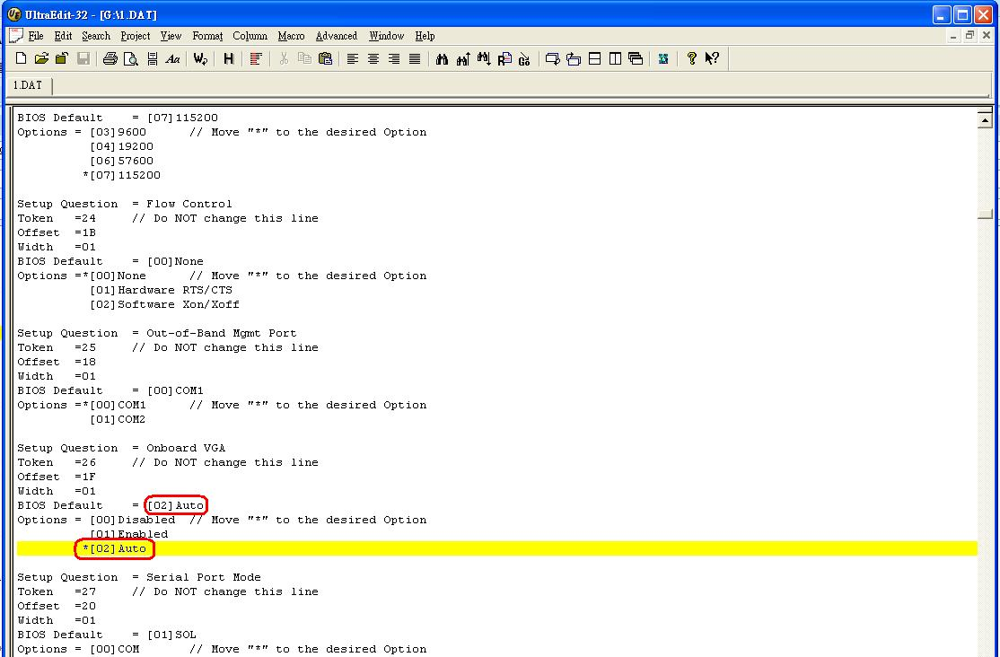 UltraEdit-32 - [G:\1.DAT]
File Edit Search Project View Format Column Macro Advanced Window Help
1.DAT
BIOS Default    = [07]115200
Options = [03]9600      // Move "*" to the desired Option
          [04]19200
          [06]57600
         *[07]115200
Setup Question  = Flow Control
Token   =24     // Do NOT change this line
Offset  =1B
Width   =01
BIOS Default    = [00]None
Options =*[00]None      // Move "*" to the desired Option
          [01]Hardware RTS/CTS
          [02]Software Xon/Xoff
Setup Question  = Out-of-Band Mgmt Port
Token   =25     // Do NOT change this line
Offset  =18
Width   =01
BIOS Default    = [00]COM1
Options =*[00]COM1      // Move "*" to the desired Option
          [01]COM2
Setup Question  = Onboard VGA
Token   =26     // Do NOT change this line
Offset  =1F
Width   =01
BIOS Default    = [02]Auto
Options = [00]Disabled  // Move "*" to the desired Option
          [01]Enabled
         *[02]Auto
Setup Question  = Serial Port Mode
Token   =27     // Do NOT change this line
Offset  =20
Width   =01
BIOS Default    = [01]SOL
Options = [00]COM       // Move "*" to the desired Option